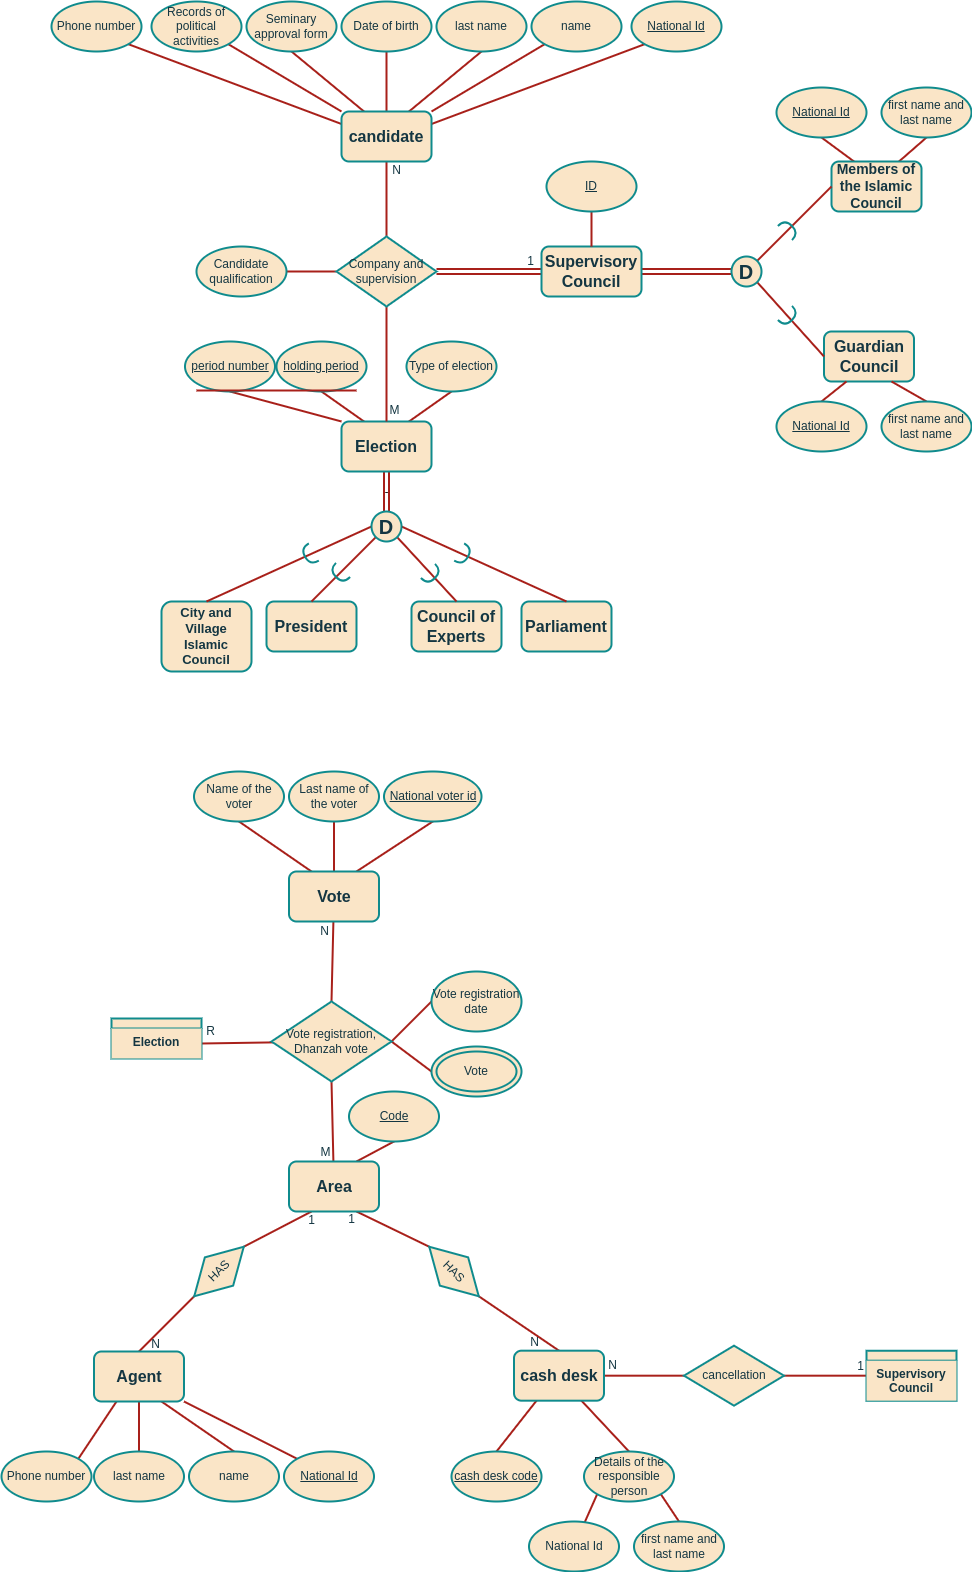 Phone number
Records of
political
activities
Seminary
approval form
Date of birth
last name
name
National Id
candidate
N
National Id
first name and
last name
Members of
the Islamic
Council
ID
Candidate
qualification
Company and
supervision
1
Supervisory
Council
D
Guardian
Council
National Id
first name and
last name
period number
holding period
Type of election
M
Election
D
City and
Village
Islamic
Council
President
Council of
Experts
Parliament
Name of the
voter
Last name of
the voter
National voter id
Vote
N
Vote registration
date
Election
R
Vote registration,
Dhanzah vote
Vote
Code
M
Area
1
1
HAS
HAS
N
N
Agent
cash desk
N
cancellation
1
Supervisory
Council
Phone number
last name
name
National Id
cash desk code
Details of the
responsible
person
National Id
first name and
last name